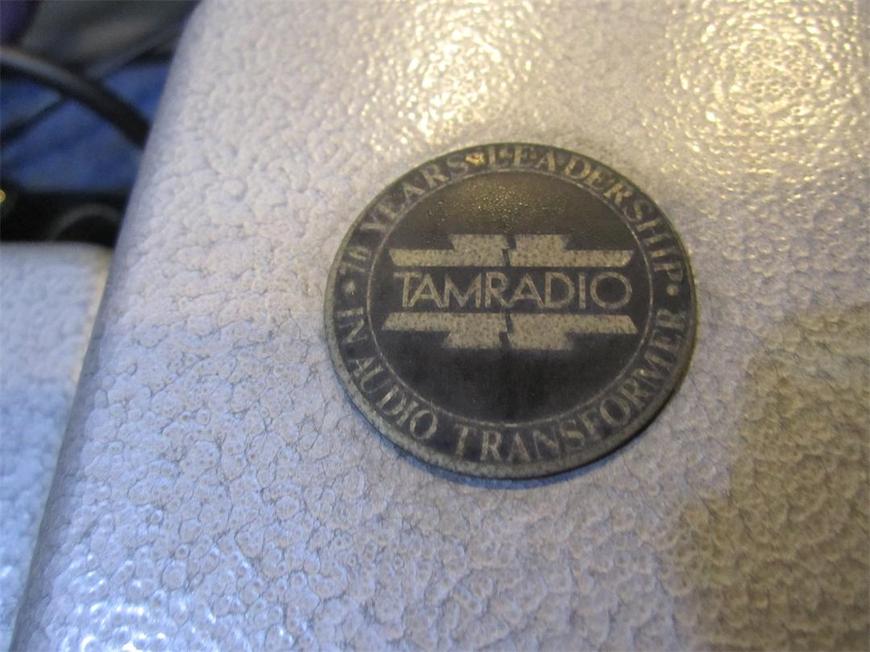 70 YEARS LEADERSHIP
TAMRADIO
IN AUDIO TRANSFORMER